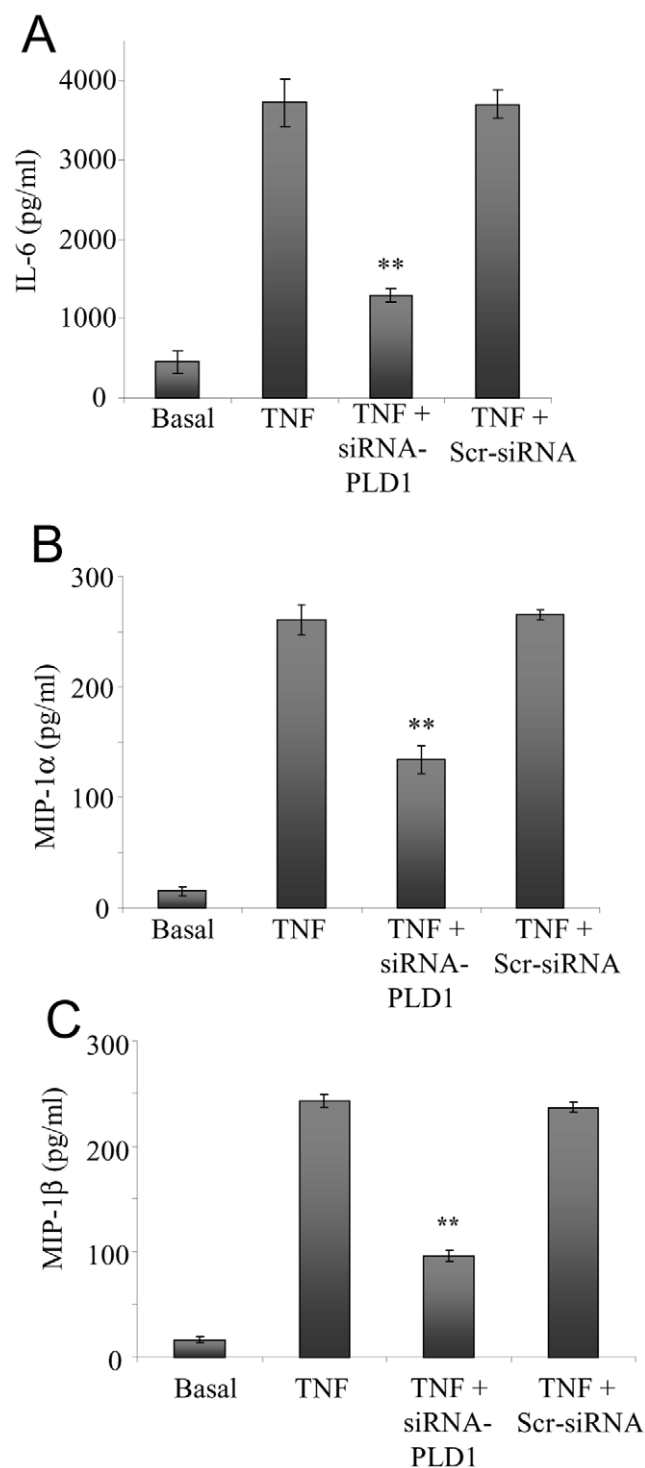 A
IL-6 (pg/ml)
4000
3000
2000
1000
0
**
Basal
TNF
TNF +
siRNA-
PLD1
TNF +
Scr-siRNA
B
MIP-1α (pg/ml)
300
200
100
0
**
Basal
TNF
TNF +
siRNA-
PLD1
TNF +
Scr-siRNA
C
MIP-1β (pg/ml)
300
200
100
0
**
Basal
TNF
TNF +
siRNA-
PLD1
TNF +
Scr-siRNA